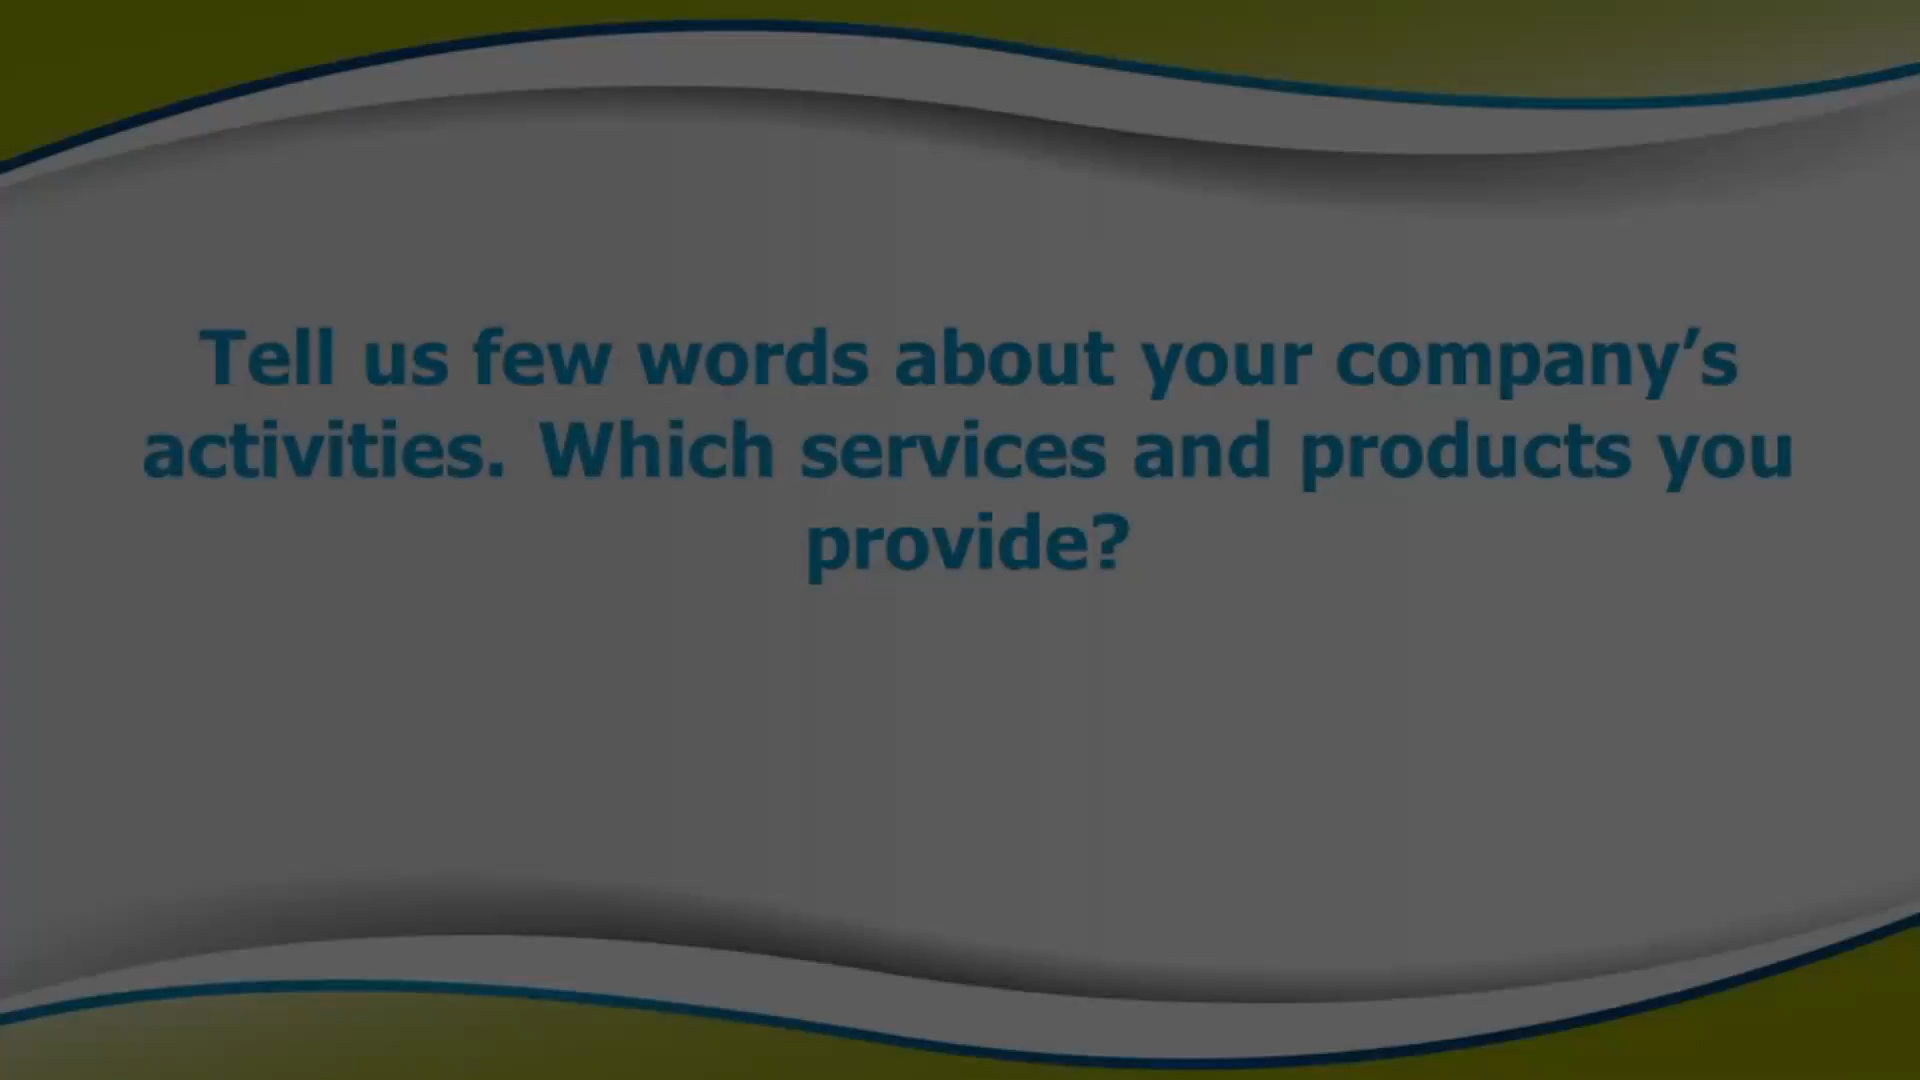 Tell us few words about your company’s
activities. Which services and products you
provide?